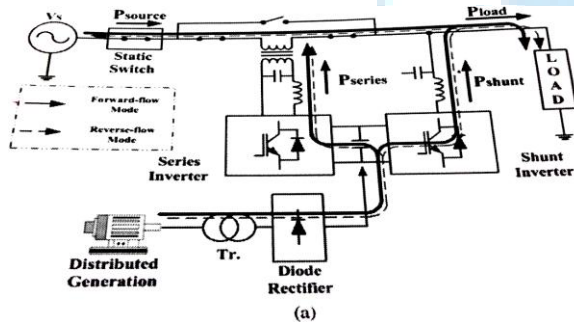 Vs
Psource
Pload
Static
Switch
LOAD
Forward-flow
Mode
Reverse-flow
Mode
Pseries
Pshunt
Series
Inverter
Shunt
Inverter
Distributed
Generation
Tr.
Diode
Rectifier
(a)